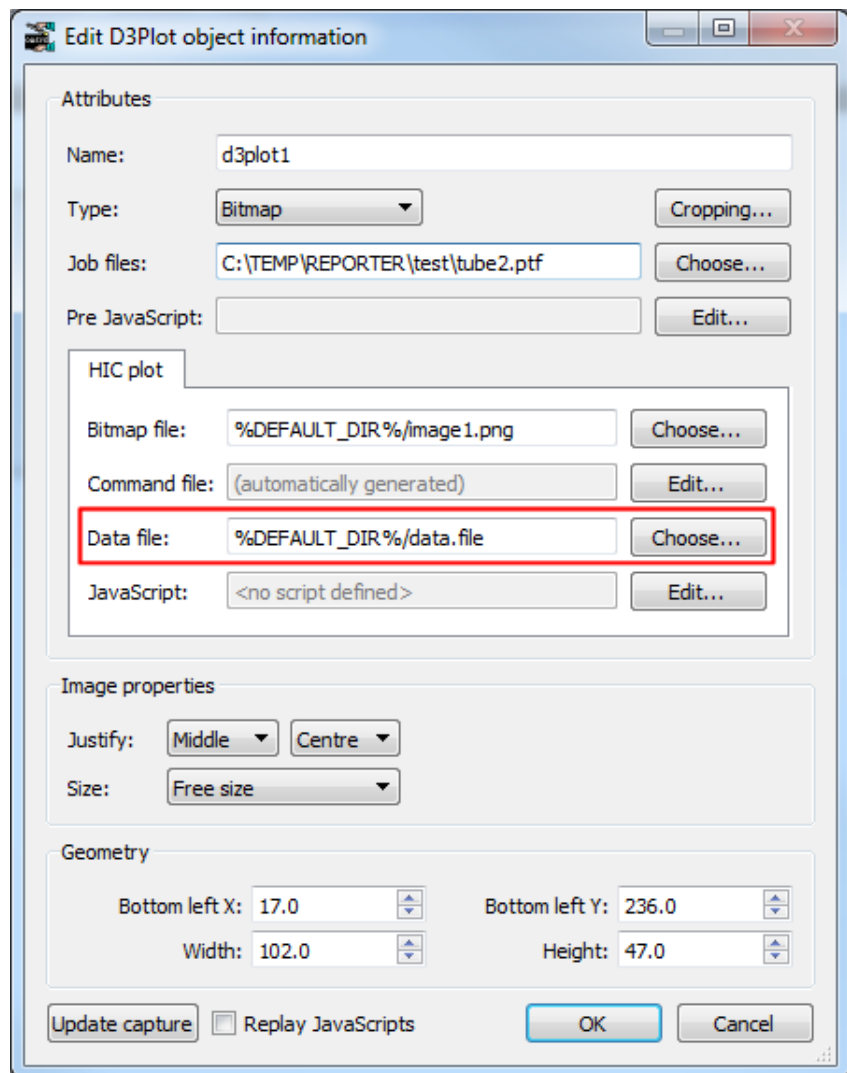 Edit D3Plot object information
Attributes
Name: d3plot1
Type: Bitmap Cropping...
Job files: C:\TEMP\REPORTER\test\tube2.ptf Choose...
Pre JavaScript: Edit...
HIC plot
Bitmap file: %DEFAULT_DIR%/image1.png Choose...
Command file: (automatically generated) Edit...
Data file: %DEFAULT_DIR%/data.file Choose...
JavaScript: <no script defined> Edit...
Image properties
Justify: Middle Centre
Size: Free size
Geometry
Bottom left X: 17.0 Bottom left Y: 236.0
Width: 102.0 Height: 47.0
Update capture Replay JavaScripts OK Cancel